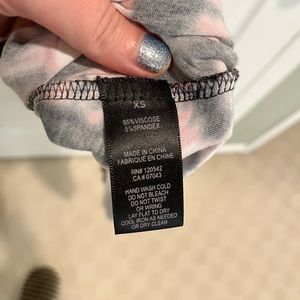 XS
95%VISCOSE
5%SPANDEX
MADE IN CHINA
FABRIQUE EN CHINE
RN# 120542
CA # 07043
HAND WASH COLD
DO NOT BLEACH
DO NOT TWIST
OR WRING
LAY FLAT TO DRY
COOL IRON AS NEEDED
OR DRY CLEAN